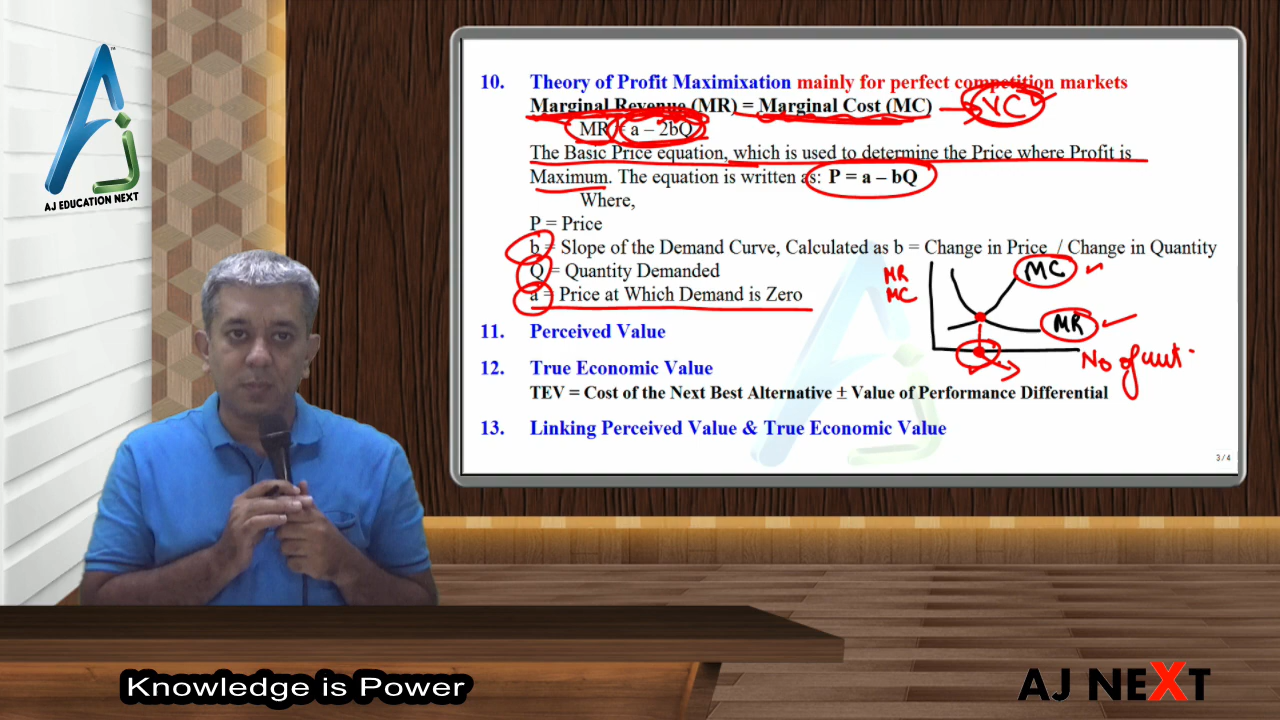 AJ EDUCATION NEXT
10. Theory of Profit Maximixation mainly for perfect competition markets
Marginal Revenue (MR) = Marginal Cost (MC) → VC
MR = a – 2bQ
The Basic Price equation, which is used to determine the Price where Profit is
Maximum. The equation is written as: P = a – bQ
Where,
P = Price
b = Slope of the Demand Curve, Calculated as b = Change in Price / Change in Quantity
Q = Quantity Demanded
a = Price at Which Demand is Zero
MR
MC
MC
MR
No of unit
11. Perceived Value
12. True Economic Value
TEV = Cost of the Next Best Alternative ± Value of Performance Differential
13. Linking Perceived Value & True Economic Value
3/4
Knowledge is Power
AJ NEXT